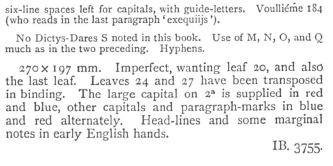 six-line spaces left for capitals, with guide-letters. Voulliéme 184
(who reads in the last paragraph 'exequiijs').
No Dictys-Dares S noted in this book. Use of M, N, O, and Q
much as in the two preceding. Hyphens.
270 × 197 mm. Imperfect, wanting leaf 20, and also
the last leaf. Leaves 24 and 27 have been transposed
in binding. The large capital on 2ª is supplied in red
and blue, other capitals and paragraph-marks in blue
and red alternately. Head-lines and some marginal
notes in early English hands.
IB. 3755.